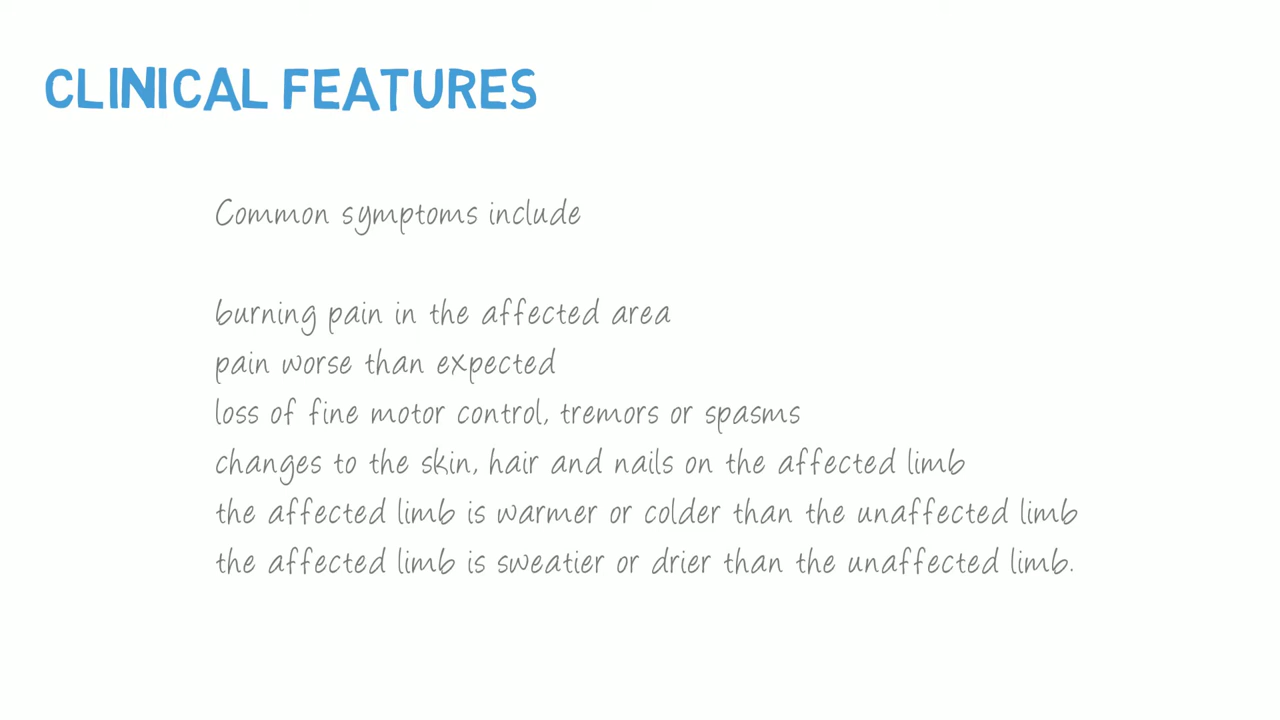 CLINICAL FEATURES
Common symptoms include
burning pain in the affected area
pain worse than expected
loss of fine motor control, tremors or spasms
changes to the skin, hair and nails on the affected limb
the affected limb is warmer or colder than the unaffected limb
the affected limb is sweatier or drier than the unaffected limb.